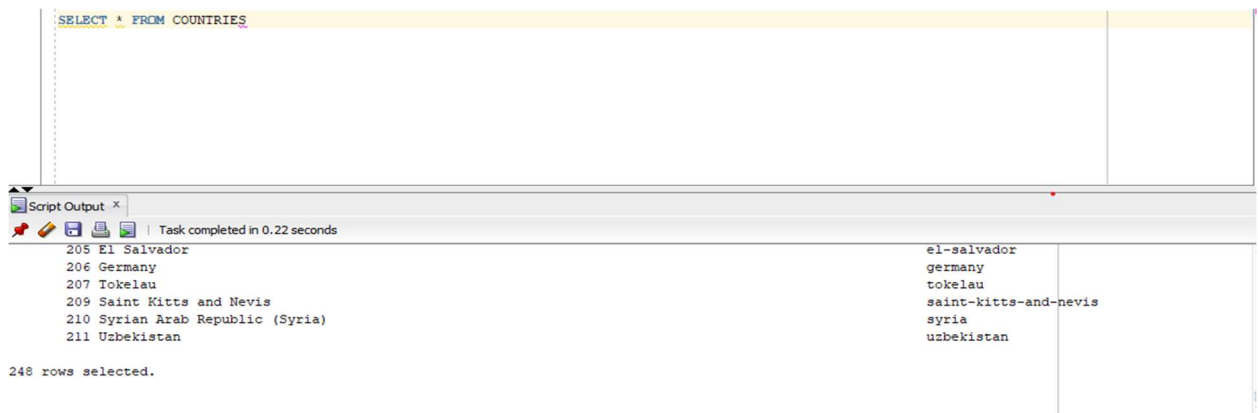 SELECT * FROM COUNTRIES
Script Output x
Task completed in 0.22 seconds
205 El Salvador el-salvador
206 Germany germany
207 Tokelau tokelau
209 Saint Kitts and Nevis saint-kitts-and-nevis
210 Syrian Arab Republic (Syria) syria
211 Uzbekistan uzbekistan
248 rows selected.